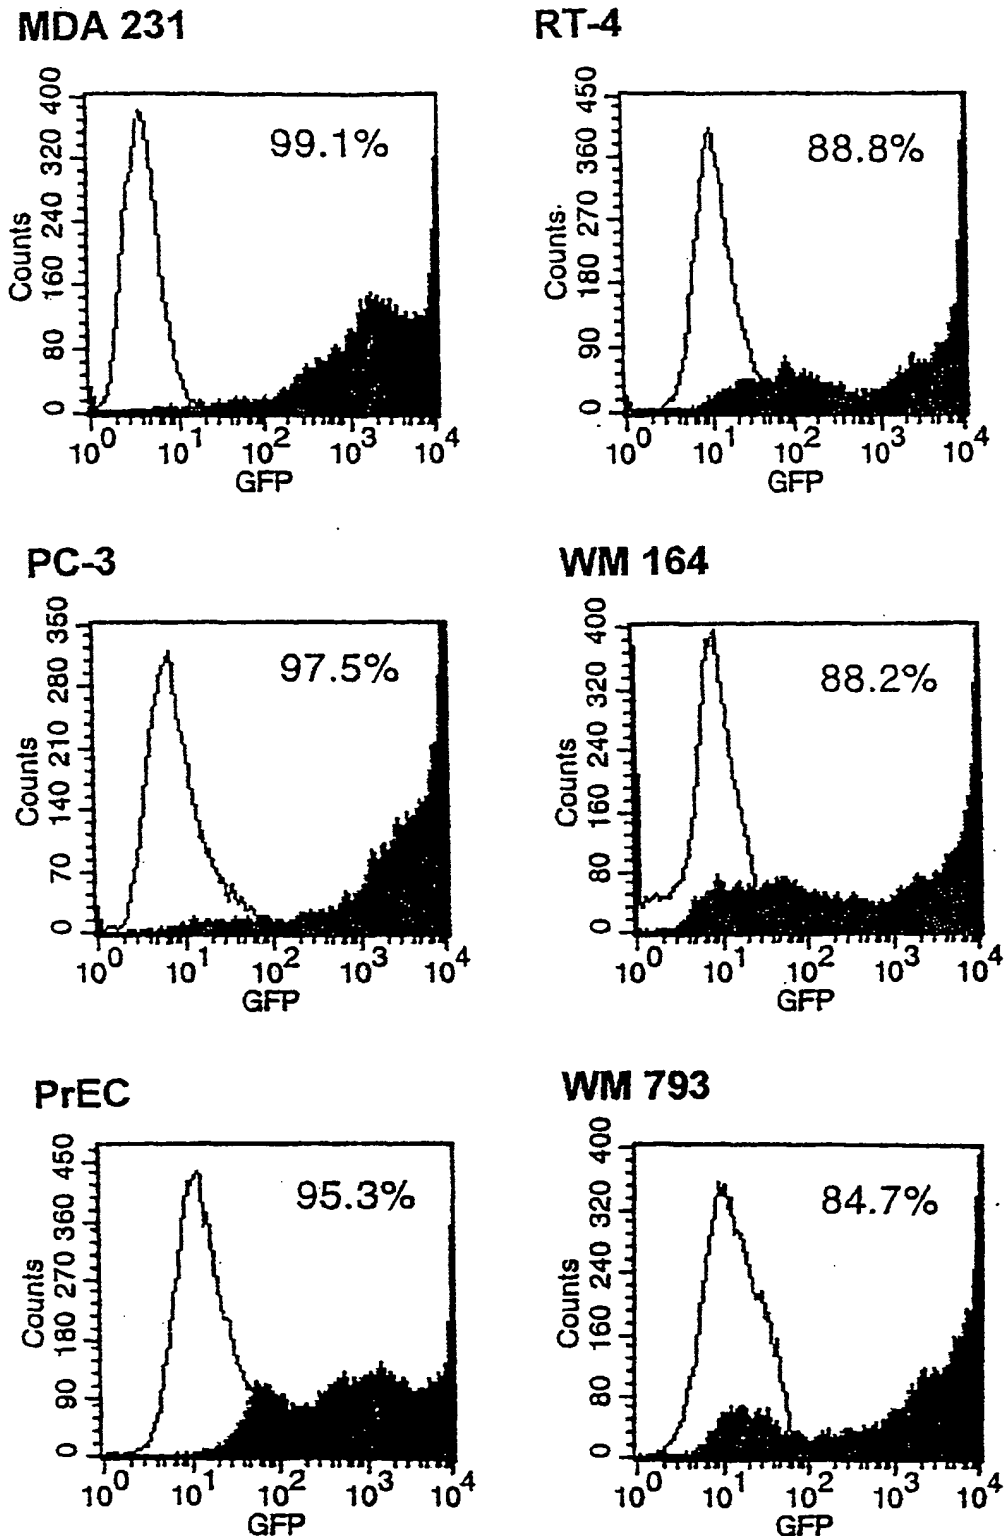 MDA 231
99.1%
Counts
400
320
240
160
80
0
10^0 10^1 10^2 10^3 10^4
GFP
RT-4
88.8%
Counts.
450
360
270
180
90
0
10^0 10^1 10^2 10^3 10^4
GFP
PC-3
97.5%
Counts
350
280
210
140
70
0
10^0 10^1 10^2 10^3 10^4
GFP
WM 164
88.2%
Counts
400
320
240
160
80
0
10^0 10^1 10^2 10^3 10^4
GFP
PrEC
95.3%
Counts
450
360
270
180
90
0
10^0 10^1 10^2 10^3 10^4
GFP
WM 793
84.7%
Counts
400
320
240
160
80
0
10^0 10^1 10^2 10^3 10^4
GFP